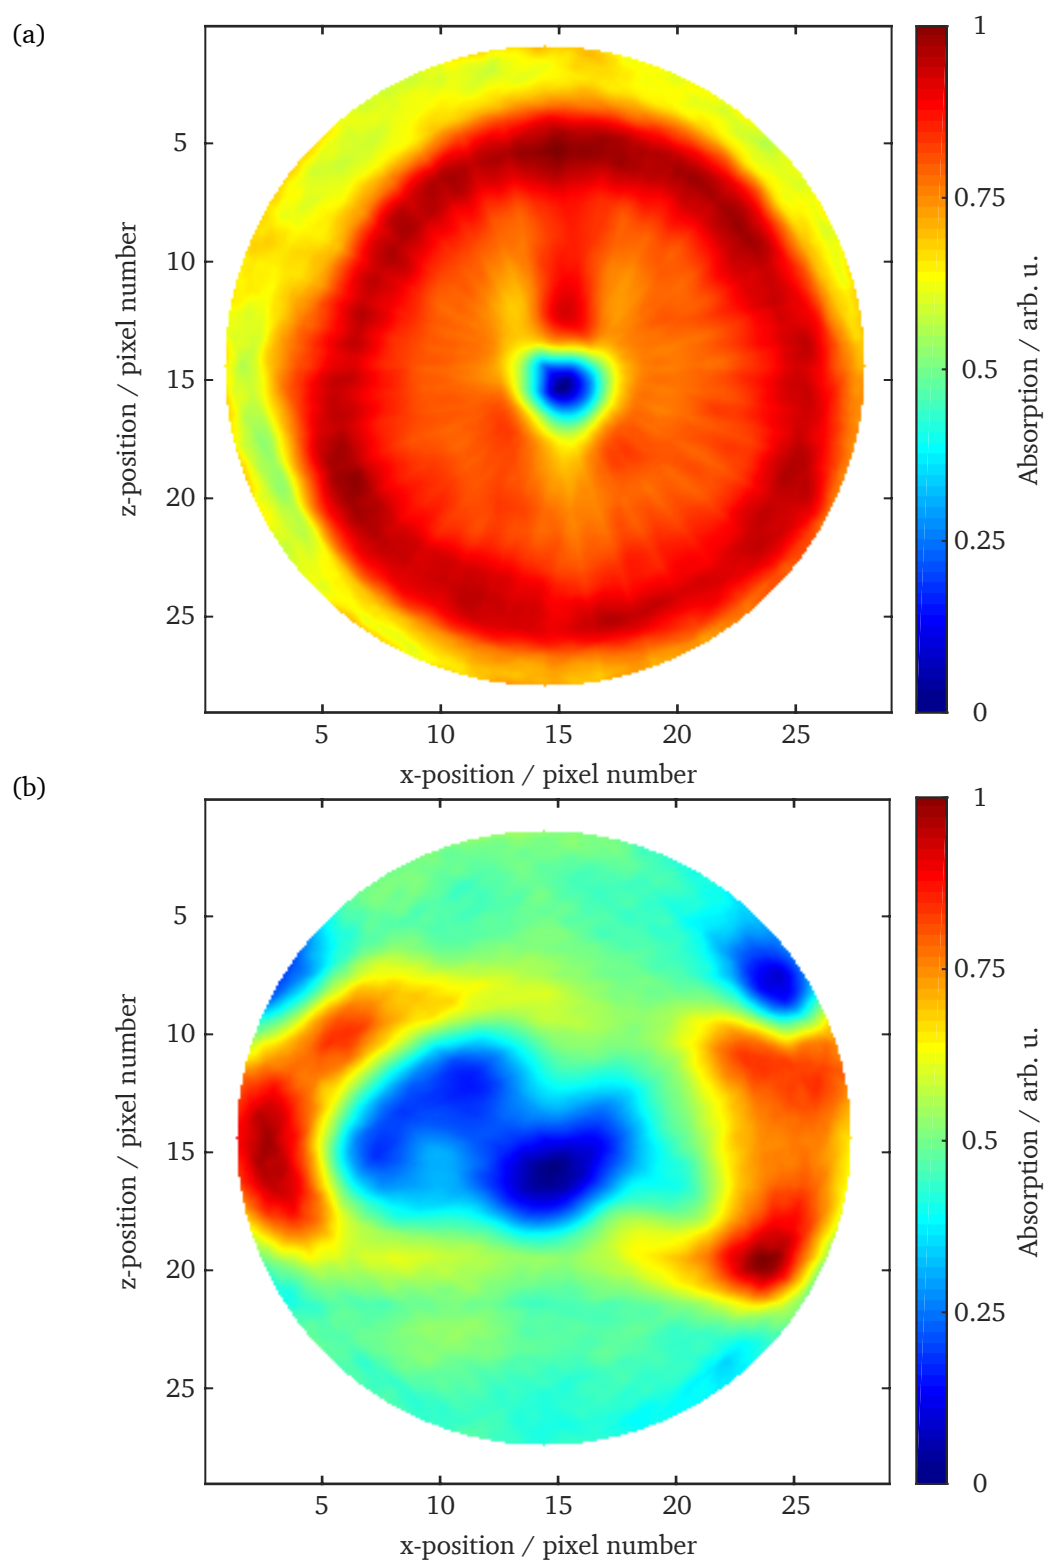 (a)
1
0.75
0.5
0.25
0
Absorption / arb. u.
5
10
15
20
25
z-position / pixel number
5 10 15 20 25
x-position / pixel number
(b)
1
0.75
0.5
0.25
0
Absorption / arb. u.
5
10
15
20
25
z-position / pixel number
5 10 15 20 25
x-position / pixel number